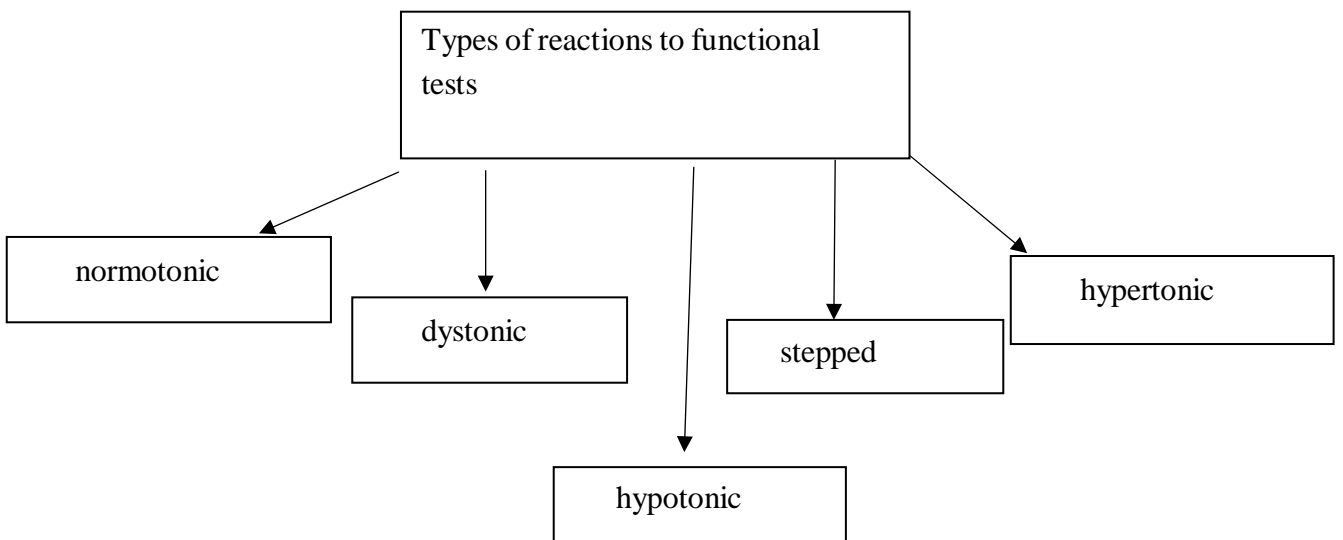 Types of reactions to functional
tests
normotonic
dystonic
hypotonic
stepped
hypertonic